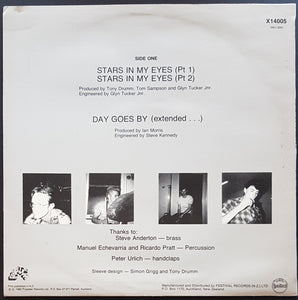 X14005
SIDE ONE
STARS IN MY EYES (Pt 1)
STARS IN MY EYES (Pt 2)
Produced by Tony Drumm, Tom Sampson and Glyn Tucker Jnr.
Engineered by Glyn Tucker Jnr.
DAY GOES BY (extended . . .)
Produced by Ian Morris
Engineered by Steve Kennedy
Thanks to:
Steve Anderton — brass
Manuel Echevarria and Ricardo Pratt — Percussion
Peter Urlich — handclaps
Sleeve design — Simon Grigg and Tony Drumm
Manufactured and Distributed by FESTIVAL RECORDS (N.Z.) LTD.
P.O. Box 1170, Auckland, New Zealand